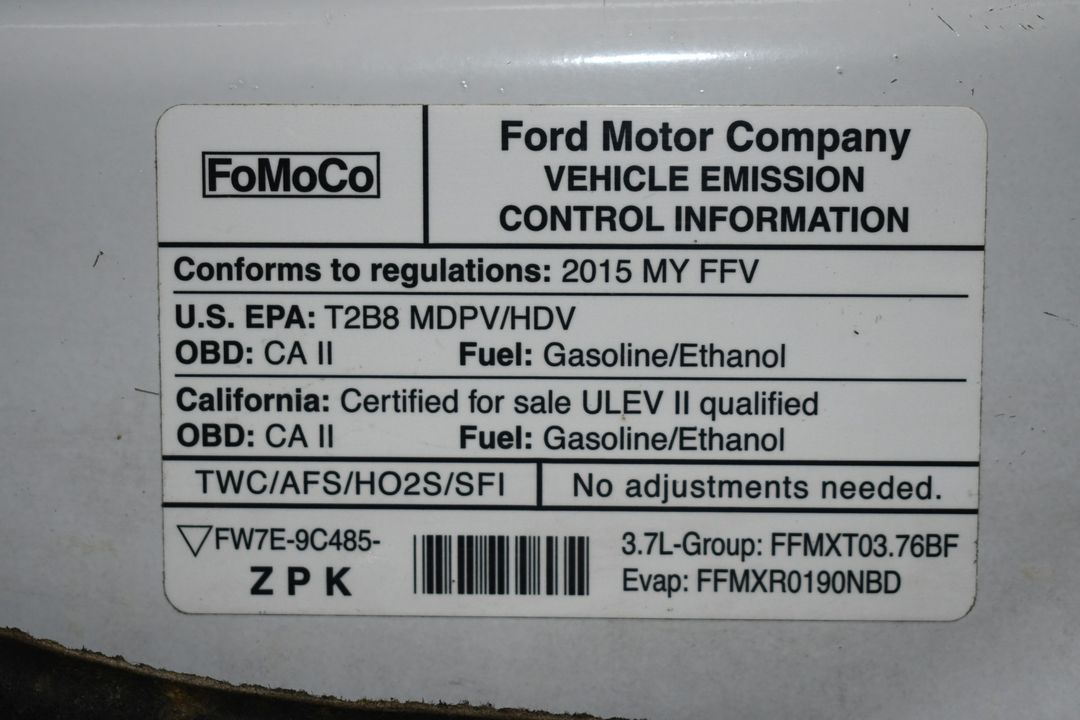 FoMoCo
Ford Motor Company
VEHICLE EMISSION
CONTROL INFORMATION
Conforms to regulations: 2015 MY FFV
U.S. EPA: T2B8 MDPV/HDV
OBD: CA II Fuel: Gasoline/Ethanol
California: Certified for sale ULEV II qualified
OBD: CA II Fuel: Gasoline/Ethanol
TWC/AFS/HO2S/SFI No adjustments needed.
FW7E-9C485-
Z P K
3.7L-Group: FFMXT03.76BF
Evap: FFMXR0190NBD